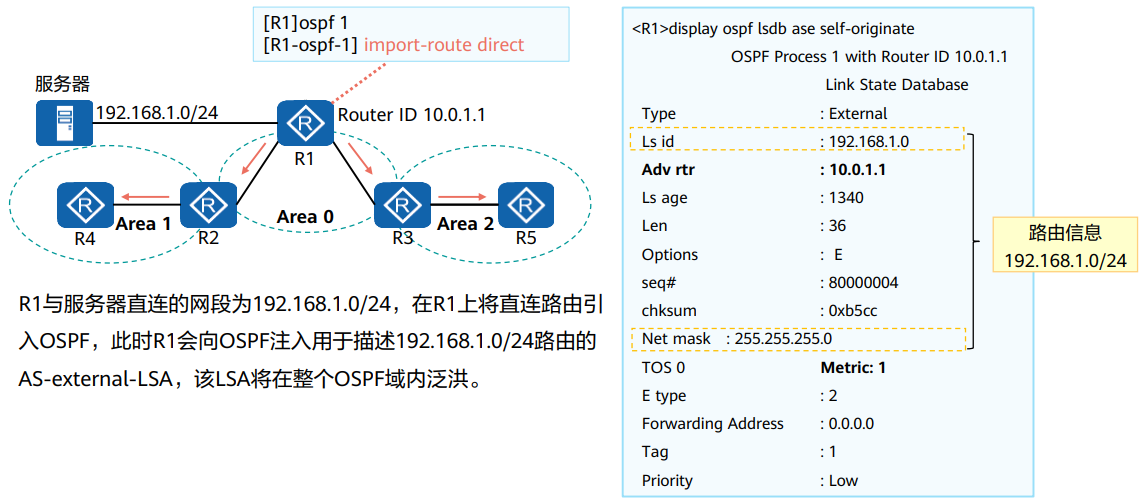 [R1]ospf 1
[R1-ospf-1] import-route direct
服务器
192.168.1.0/24
Router ID 10.0.1.1
R1
Area 0
Area 1
R4
R2
R3
Area 2
R5
R1与服务器直连的网段为192.168.1.0/24，在R1上将直连路由引
入OSPF，此时R1会向OSPF注入用于描述192.168.1.0/24路由的
AS-external-LSA，该LSA将在整个OSPF域内泛洪。
<R1>display ospf lsdb ase self-originate
OSPF Process 1 with Router ID 10.0.1.1
Link State Database
Type : External
Ls id : 192.168.1.0
Adv rtr : 10.0.1.1
Ls age : 1340
Len : 36
Options : E
seq# : 80000004
chksum : 0xb5cc
Net mask : 255.255.255.0
TOS 0 Metric: 1
E type : 2
Forwarding Address : 0.0.0.0
Tag : 1
Priority : Low
路由信息
192.168.1.0/24